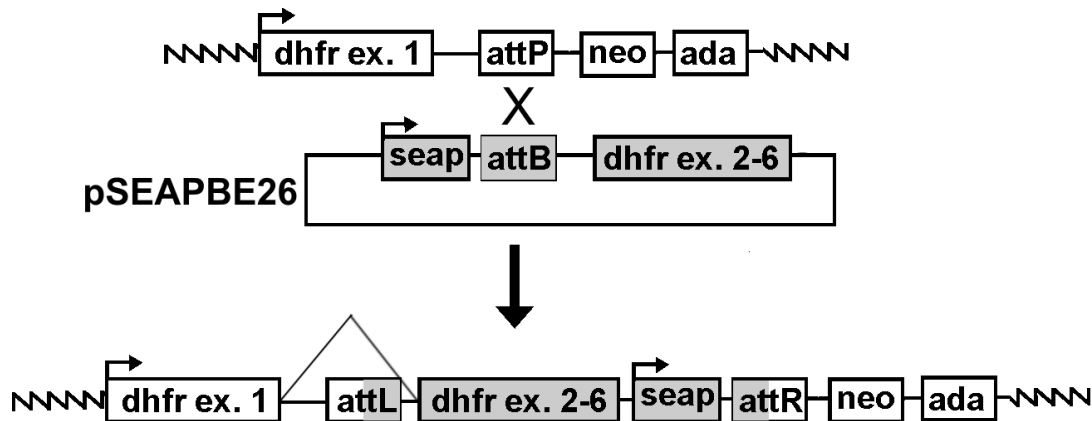 dhfr ex. 1 attP neo ada
X
seap attB dhfr ex. 2-6
pSEAPBE26
dhfr ex. 1 attL dhfr ex. 2-6 seap attR neo ada